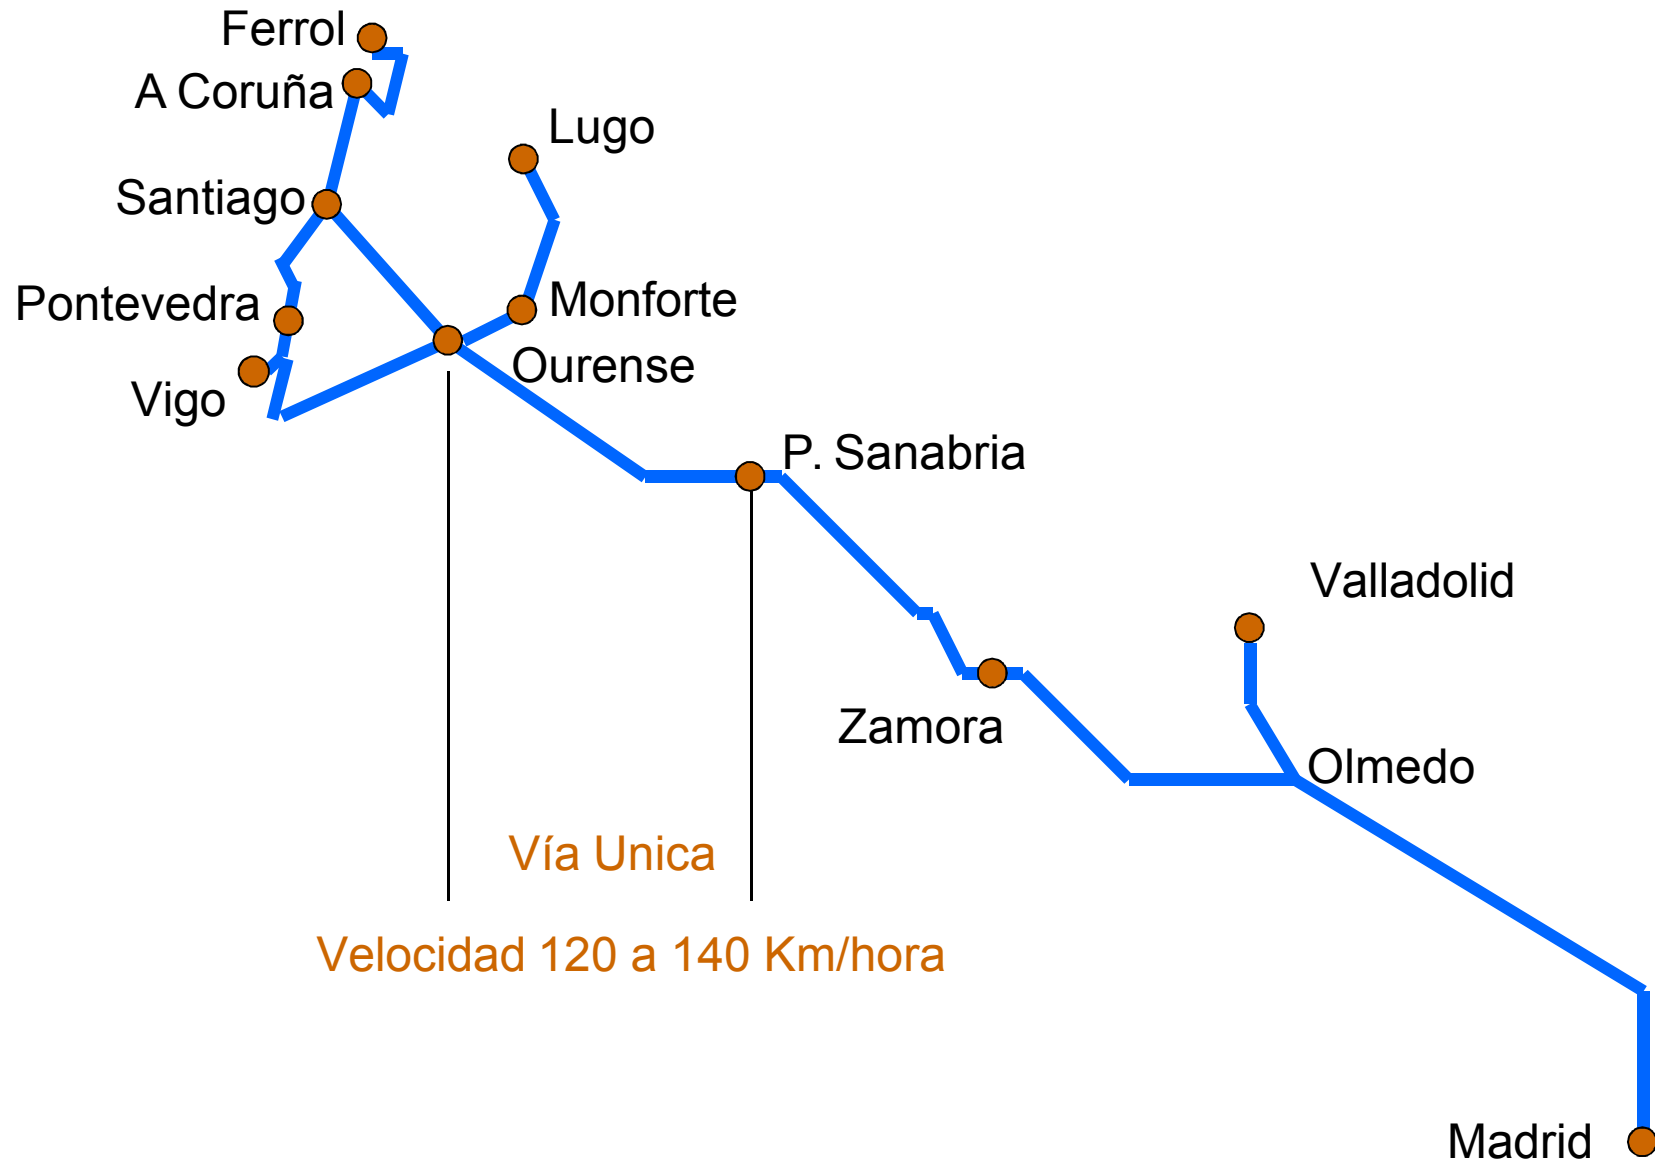 Ferrol
A Coruña
Lugo
Santiago
Pontevedra
Monforte
Ourense
Vigo
P. Sanabria
Valladolid
Zamora
Olmedo
Vía Unica
Velocidad 120 a 140 Km/hora
Madrid